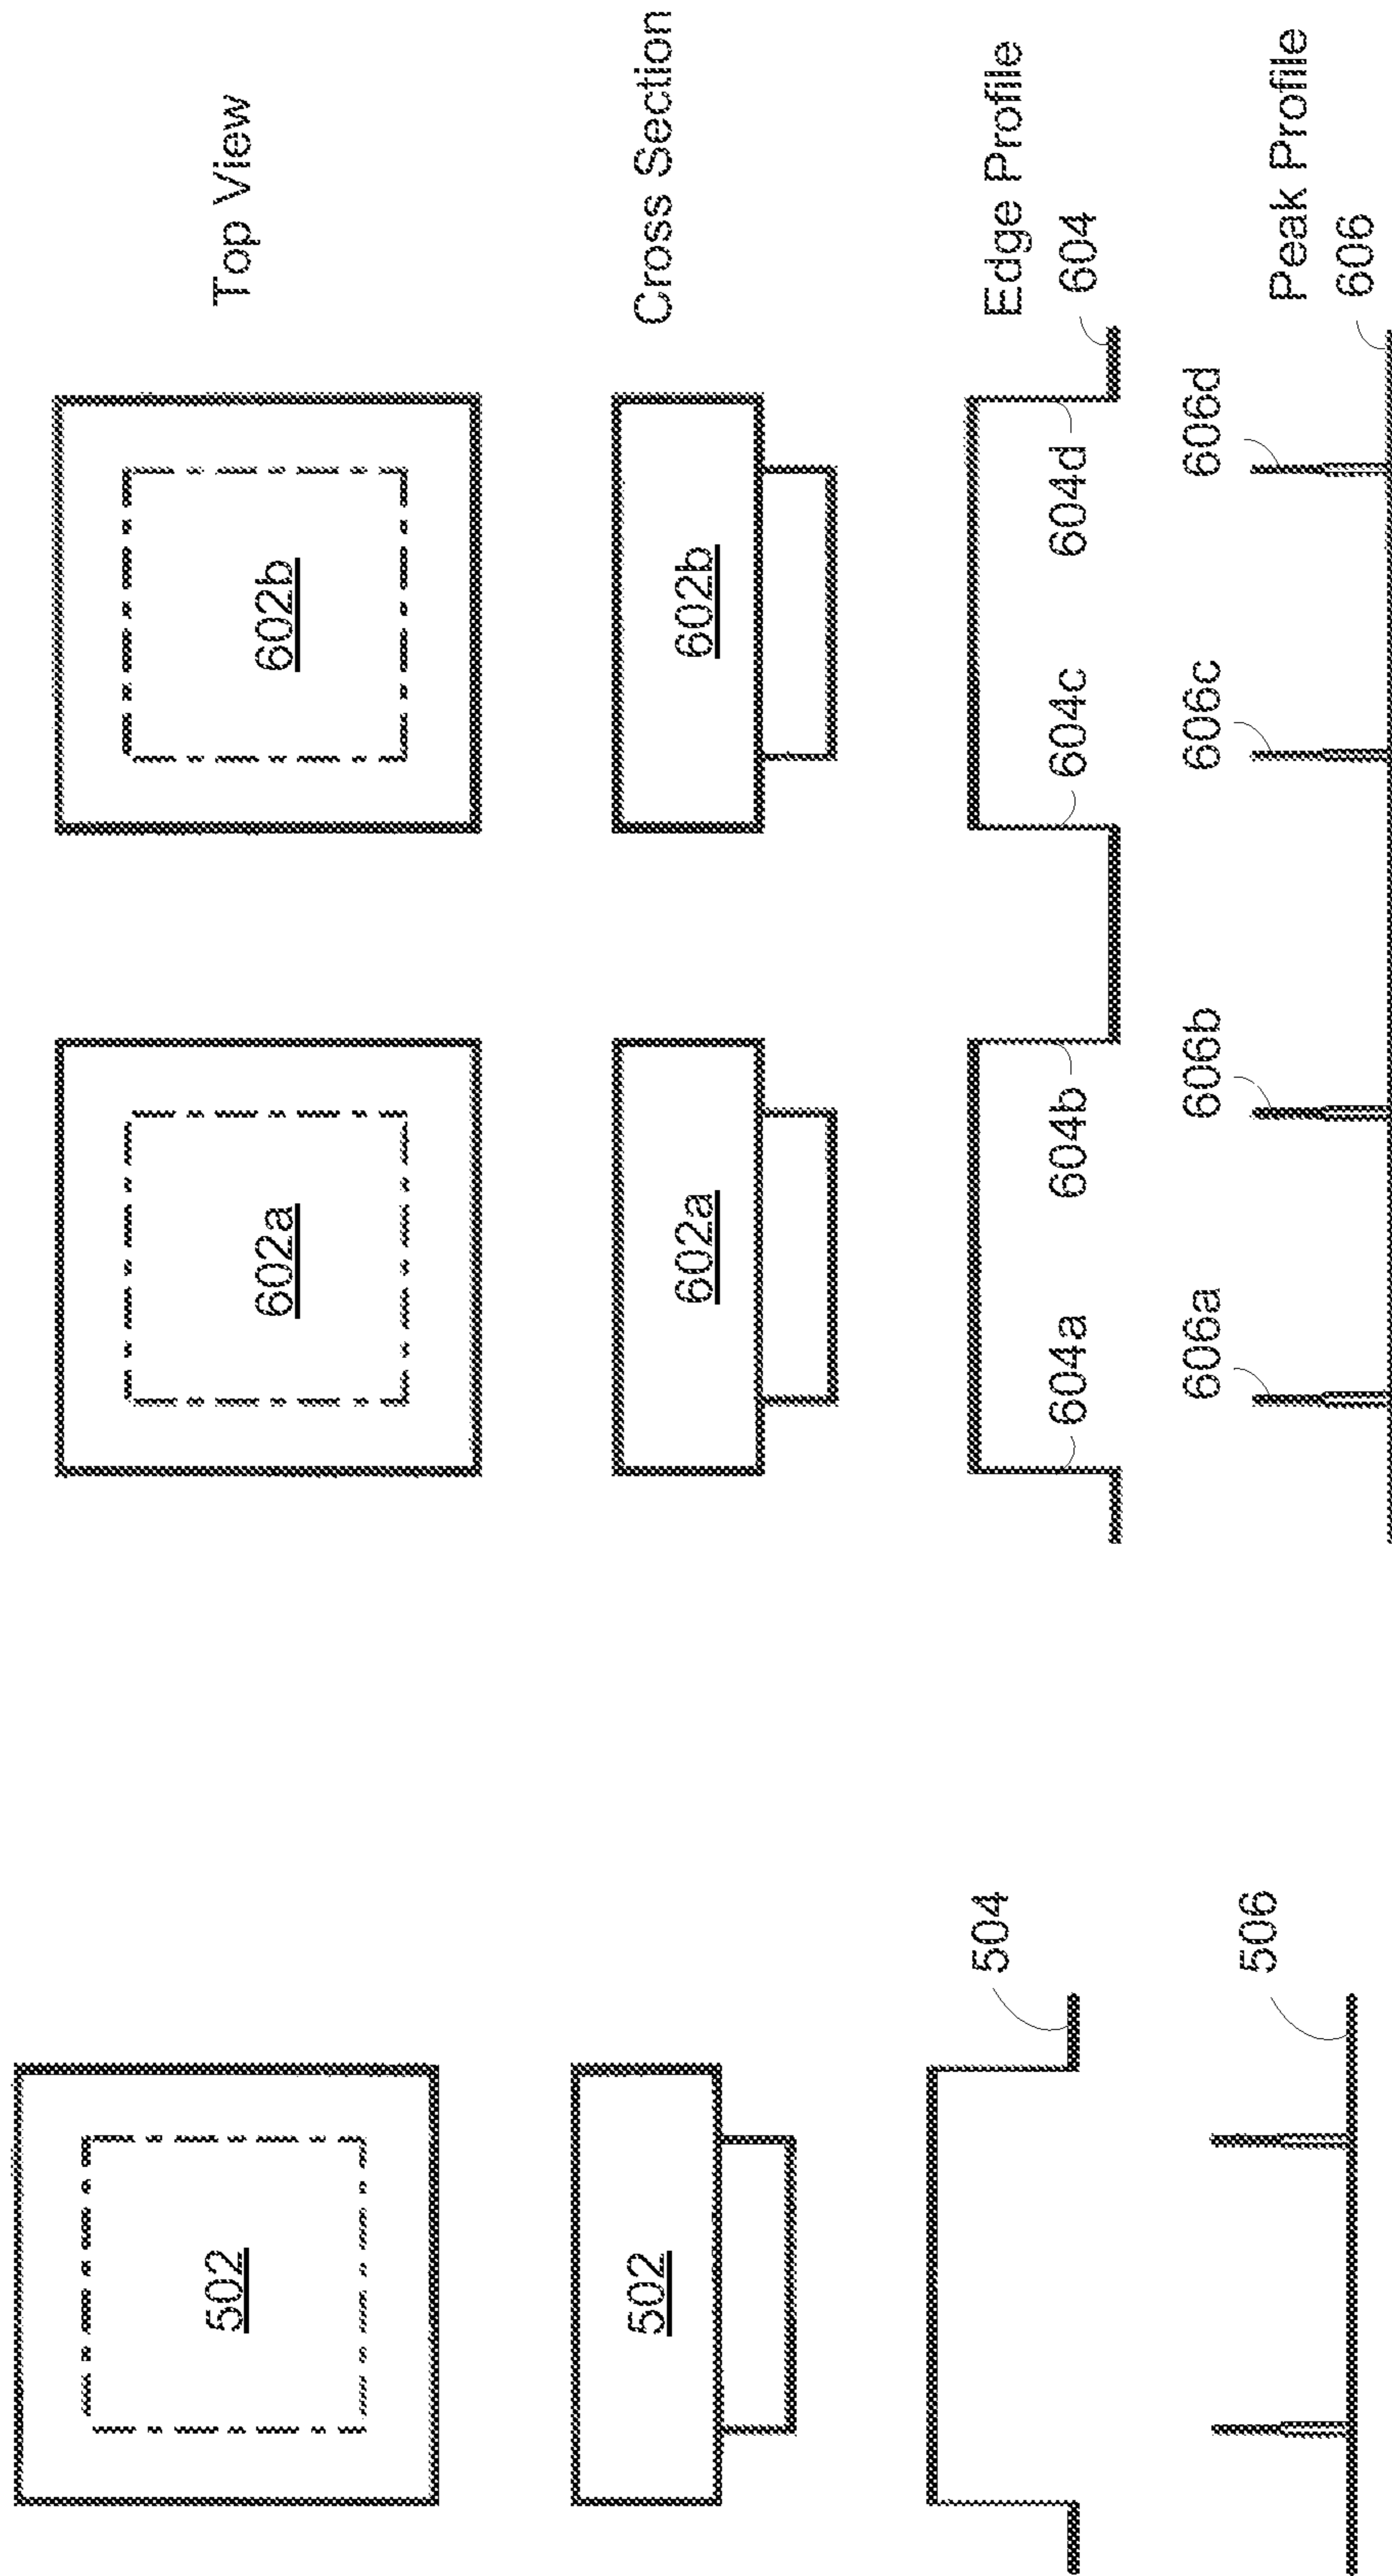 502
602a
602b
Top View
502
602a
602b
Cross Section
504
604a
604b
604c
604d
Edge Profile
604
506
606a
606b
606c
606d
Peak Profile
606